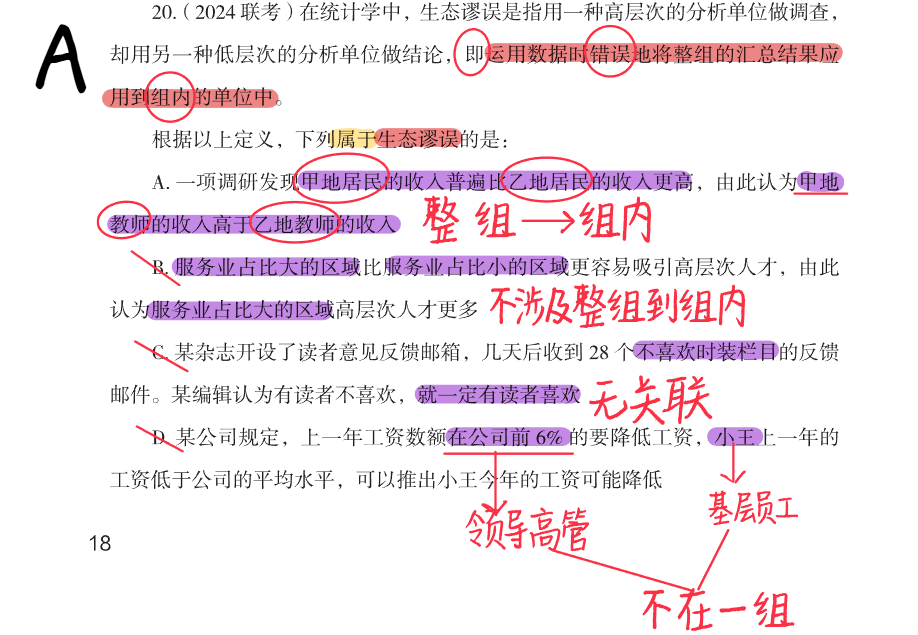 20.（2024 联考）在统计学中，生态谬误是指用一种高层次的分析单位做调查，
A
却用另一种低层次的分析单位做结论，即运用数据时错误地将整组的汇总结果应
用到组内的单位中。
根据以上定义，下列属于生态谬误的是：
A. 一项调研发现甲地居民的收入普遍比乙地居民的收入更高，由此认为甲地
教师的收入高于乙地教师的收入
整组→组内
B. 服务业占比大的区域比服务业占比小的区域更容易吸引高层次人才，由此
认为服务业占比大的区域高层次人才更多
不涉及整组到组内
C. 某杂志开设了读者意见反馈邮箱，几天后收到 28 个不喜欢时装栏目的反馈
邮件。某编辑认为有读者不喜欢，就一定有读者喜欢
无关联
D. 某公司规定，上一年工资数额在公司前 6% 的要降低工资，小王上一年的
工资低于公司的平均水平，可以推出小王今年的工资可能降低
领导高管
基层员工
18
不在一组